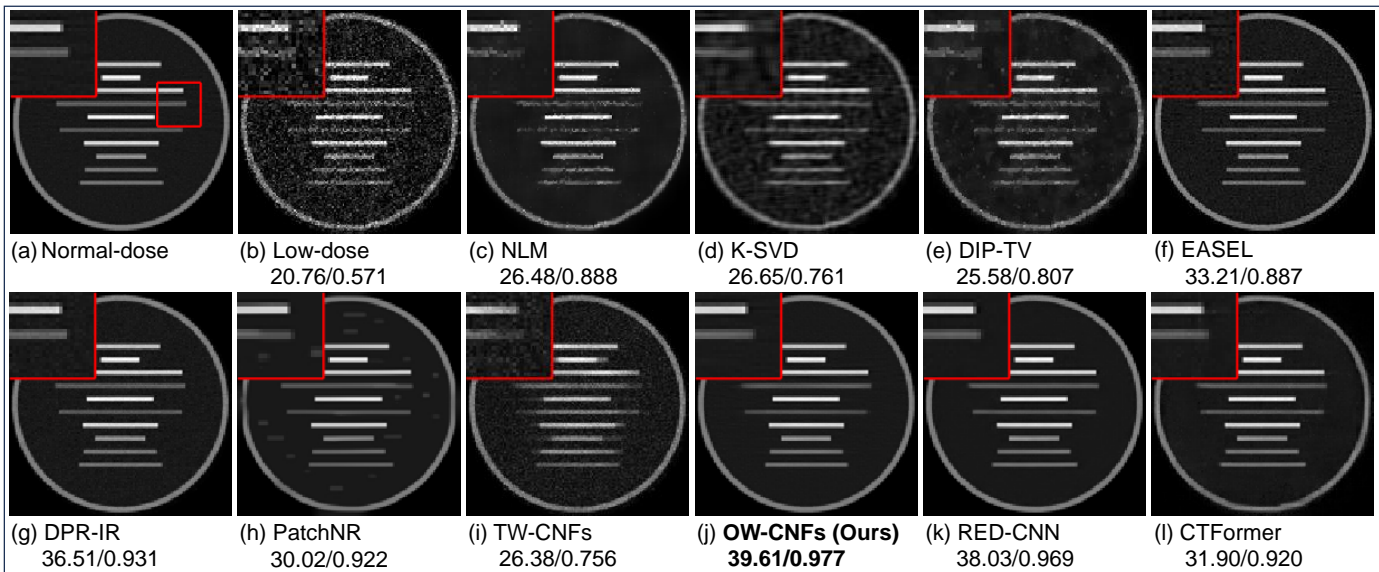 (a) Normal-dose (b) Low-dose (c) NLM (d) K-SVD (e) DIP-TV (f) EASEL
20.76/0.571 26.48/0.888 26.65/0.761 25.58/0.807 33.21/0.887
(g) DPR-IR (h) PatchNR (i) TW-CNFs (j) OW-CNFs (Ours) (k) RED-CNN (l) CTFormer
36.51/0.931 30.02/0.922 26.38/0.756 39.61/0.977 38.03/0.969 31.90/0.920